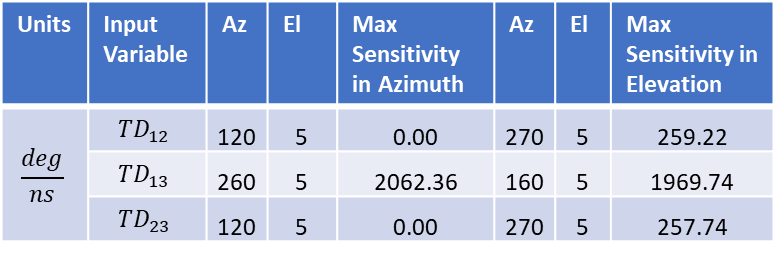 Units Input Variable Az El Max Sensitivity in Azimuth Az El Max Sensitivity in Elevation
deg/ns
TD₁₂ 120 5 0.00 270 5 259.22
TD₁₃ 260 5 2062.36 160 5 1969.74
TD₂₃ 120 5 0.00 270 5 257.74